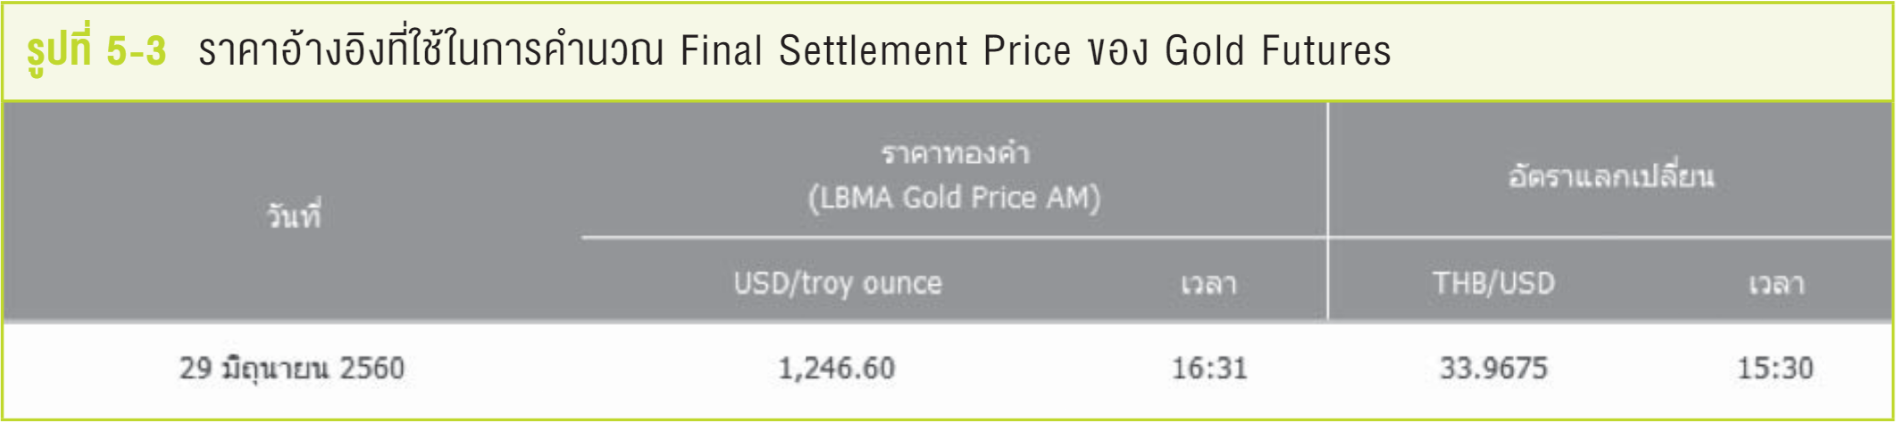 รูปที่ 5-3 ราคาอ้างอิงที่ใช้ในการคำนวณ Final Settlement Price ของ Gold Futures
วันที่
ราคาทองคำ
(LBMA Gold Price AM)
อัตราแลกเปลี่ยน
USD/troy ounce เวลา THB/USD เวลา
29 มิถุนายน 2560 1,246.60 16:31 33.9675 15:30